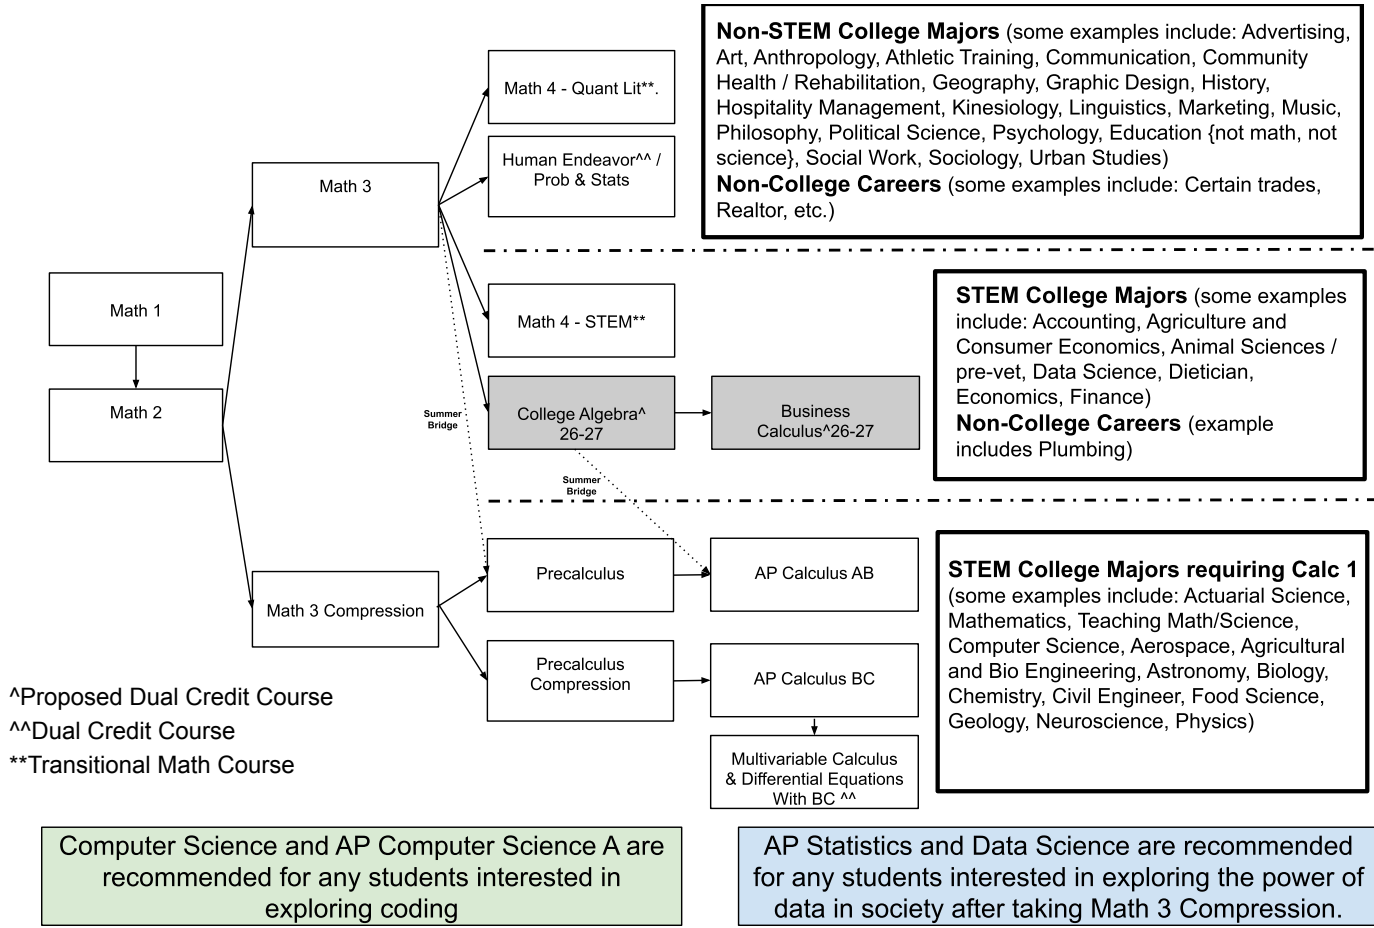 Math 1
Math 2
Math 3
Math 3 Compression
Math 4 - Quant Lit**.
Human Endeavor^^ /
Prob & Stats
Math 4 - STEM**
College Algebra^
26-27
Business
Calculus^26-27
Summer
Bridge
Summer
Bridge
Precalculus
AP Calculus AB
Precalculus
Compression
AP Calculus BC
Multivariable Calculus
& Differential Equations
With BC ^^
Non-STEM College Majors (some examples include: Advertising,
Art, Anthropology, Athletic Training, Communication, Community
Health / Rehabilitation, Geography, Graphic Design, History,
Hospitality Management, Kinesiology, Linguistics, Marketing, Music,
Philosophy, Political Science, Psychology, Education {not math, not
science}, Social Work, Sociology, Urban Studies)
Non-College Careers (some examples include: Certain trades,
Realtor, etc.)
STEM College Majors (some examples
include: Accounting, Agriculture and
Consumer Economics, Animal Sciences /
pre-vet, Data Science, Dietician,
Economics, Finance)
Non-College Careers (example
includes Plumbing)
STEM College Majors requiring Calc 1
(some examples include: Actuarial Science,
Mathematics, Teaching Math/Science,
Computer Science, Aerospace, Agricultural
and Bio Engineering, Astronomy, Biology,
Chemistry, Civil Engineer, Food Science,
Geology, Neuroscience, Physics)
^Proposed Dual Credit Course
^^Dual Credit Course
**Transitional Math Course
Computer Science and AP Computer Science A are
recommended for any students interested in
exploring coding
AP Statistics and Data Science are recommended
for any students interested in exploring the power of
data in society after taking Math 3 Compression.